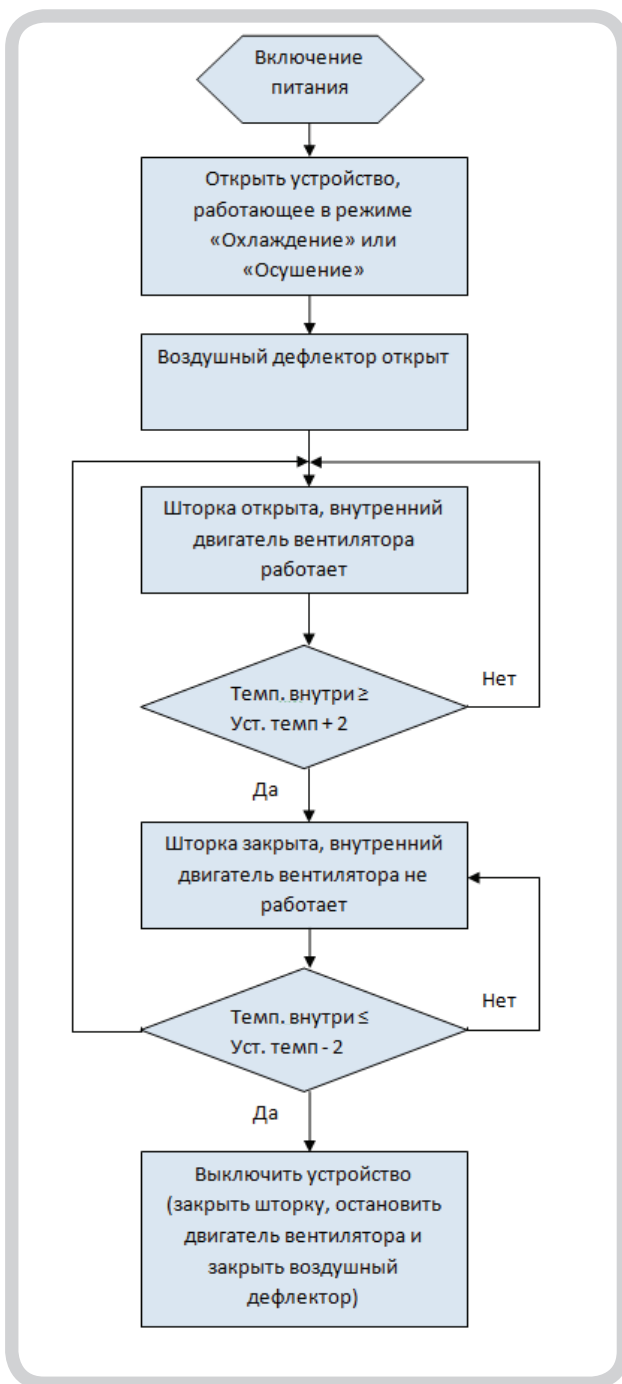 Включение
питания
Открыть устройство,
работающее в режиме
«Охлаждение» или
«Осушение»
Воздушный дефлектор открыт
Шторка открыта, внутренний
двигатель вентилятора
работает
Темп. внутри ≥
Уст. темп + 2
Нет
Да
Шторка закрыта, внутренний
двигатель вентилятора не
работает
Темп. внутри ≤
Уст. темп - 2
Нет
Да
Выключить устройство
(закрыть шторку, остановить
двигатель вентилятора и
закрыть воздушный
дефлектор)